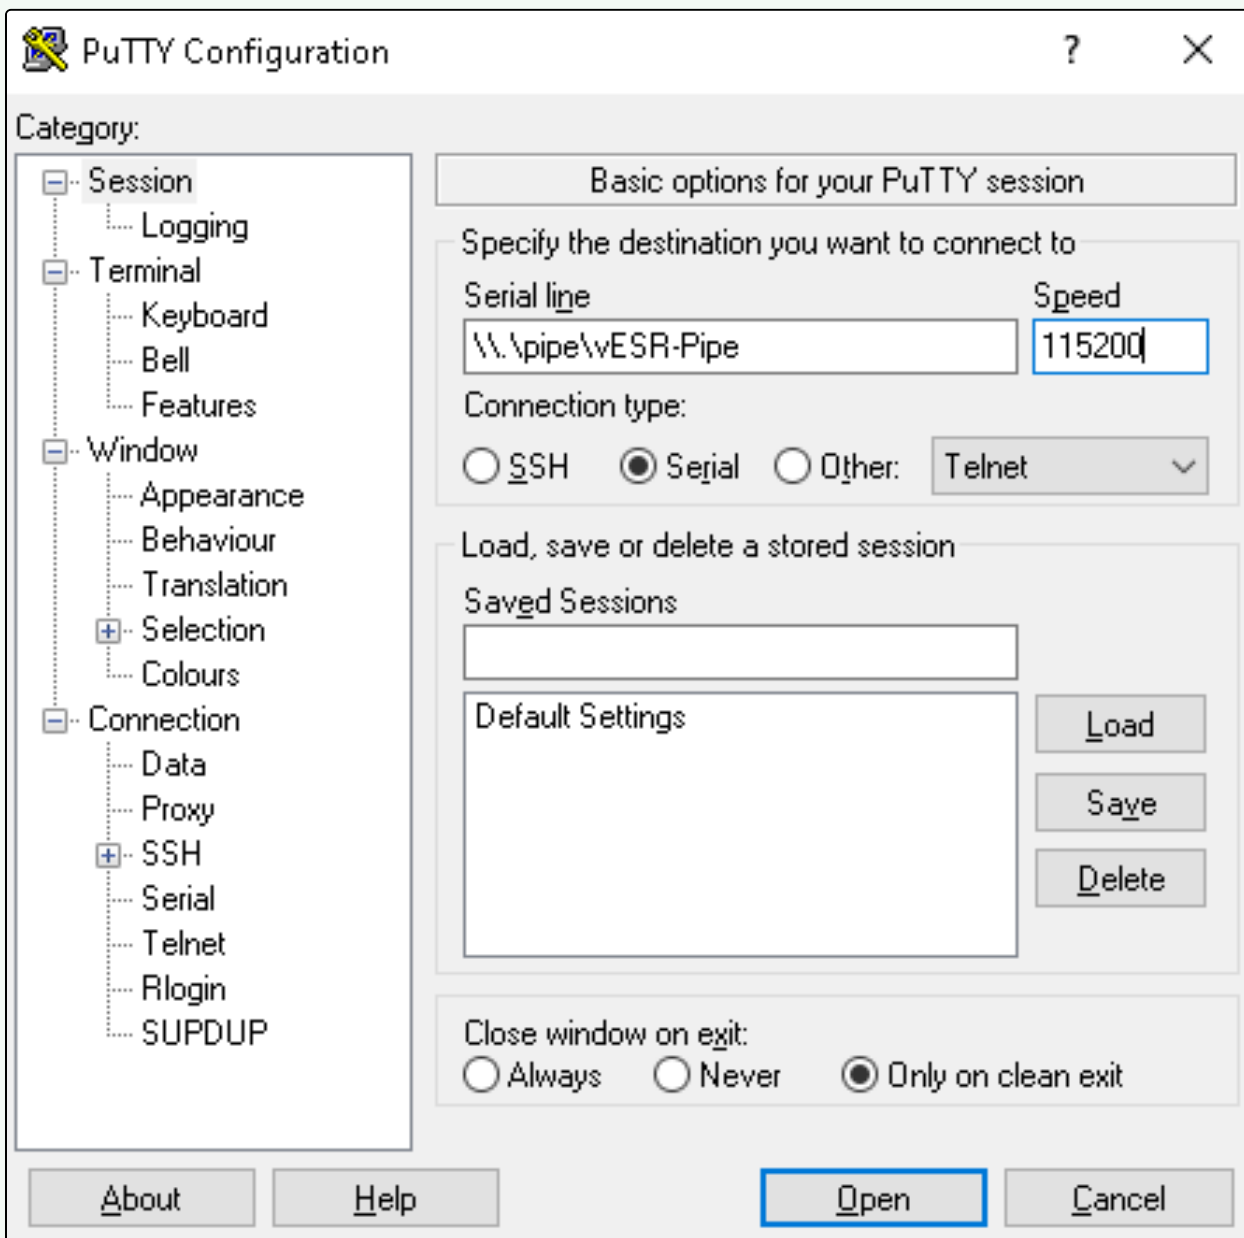 PuTTY Configuration
?
Category:
Session
Logging
Terminal
Keyboard
Bell
Features
Window
Appearance
Behaviour
Translation
Selection
Colours
Connection
Data
Proxy
SSH
Serial
Telnet
Rlogin
SUPDUP
Basic options for your PuTTY session
Specify the destination you want to connect to
Serial line Speed
\\.\pipe\vESR-Pipe 115200
Connection type:
SSH Serial Other: Telnet
Load, save or delete a stored session
Saved Sessions
Default Settings
Load
Save
Delete
Close window on exit:
Always Never Only on clean exit
About Help Open Cancel